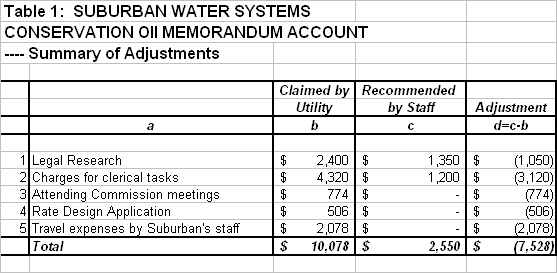 Table 1: SUBURBAN WATER SYSTEMS
CONSERVATION OII MEMORANDUM ACCOUNT
---- Summary of Adjustments
Claimed by Recommended
Utility by Staff Adjustment
a b c d=c-b
1 Legal Research $ 2,400 $ 1,350 $ (1,050)
2 Charges for clerical tasks $ 4,320 $ 1,200 $ (3,120)
3 Attending Commission meetings $ 774 $ - $ (774)
4 Rate Design Application $ 506 $ - $ (506)
5 Travel expenses by Suburban's staff $ 2,078 $ - $ (2,078)
Total $ 10,078 $ 2,550 $ (7,528)